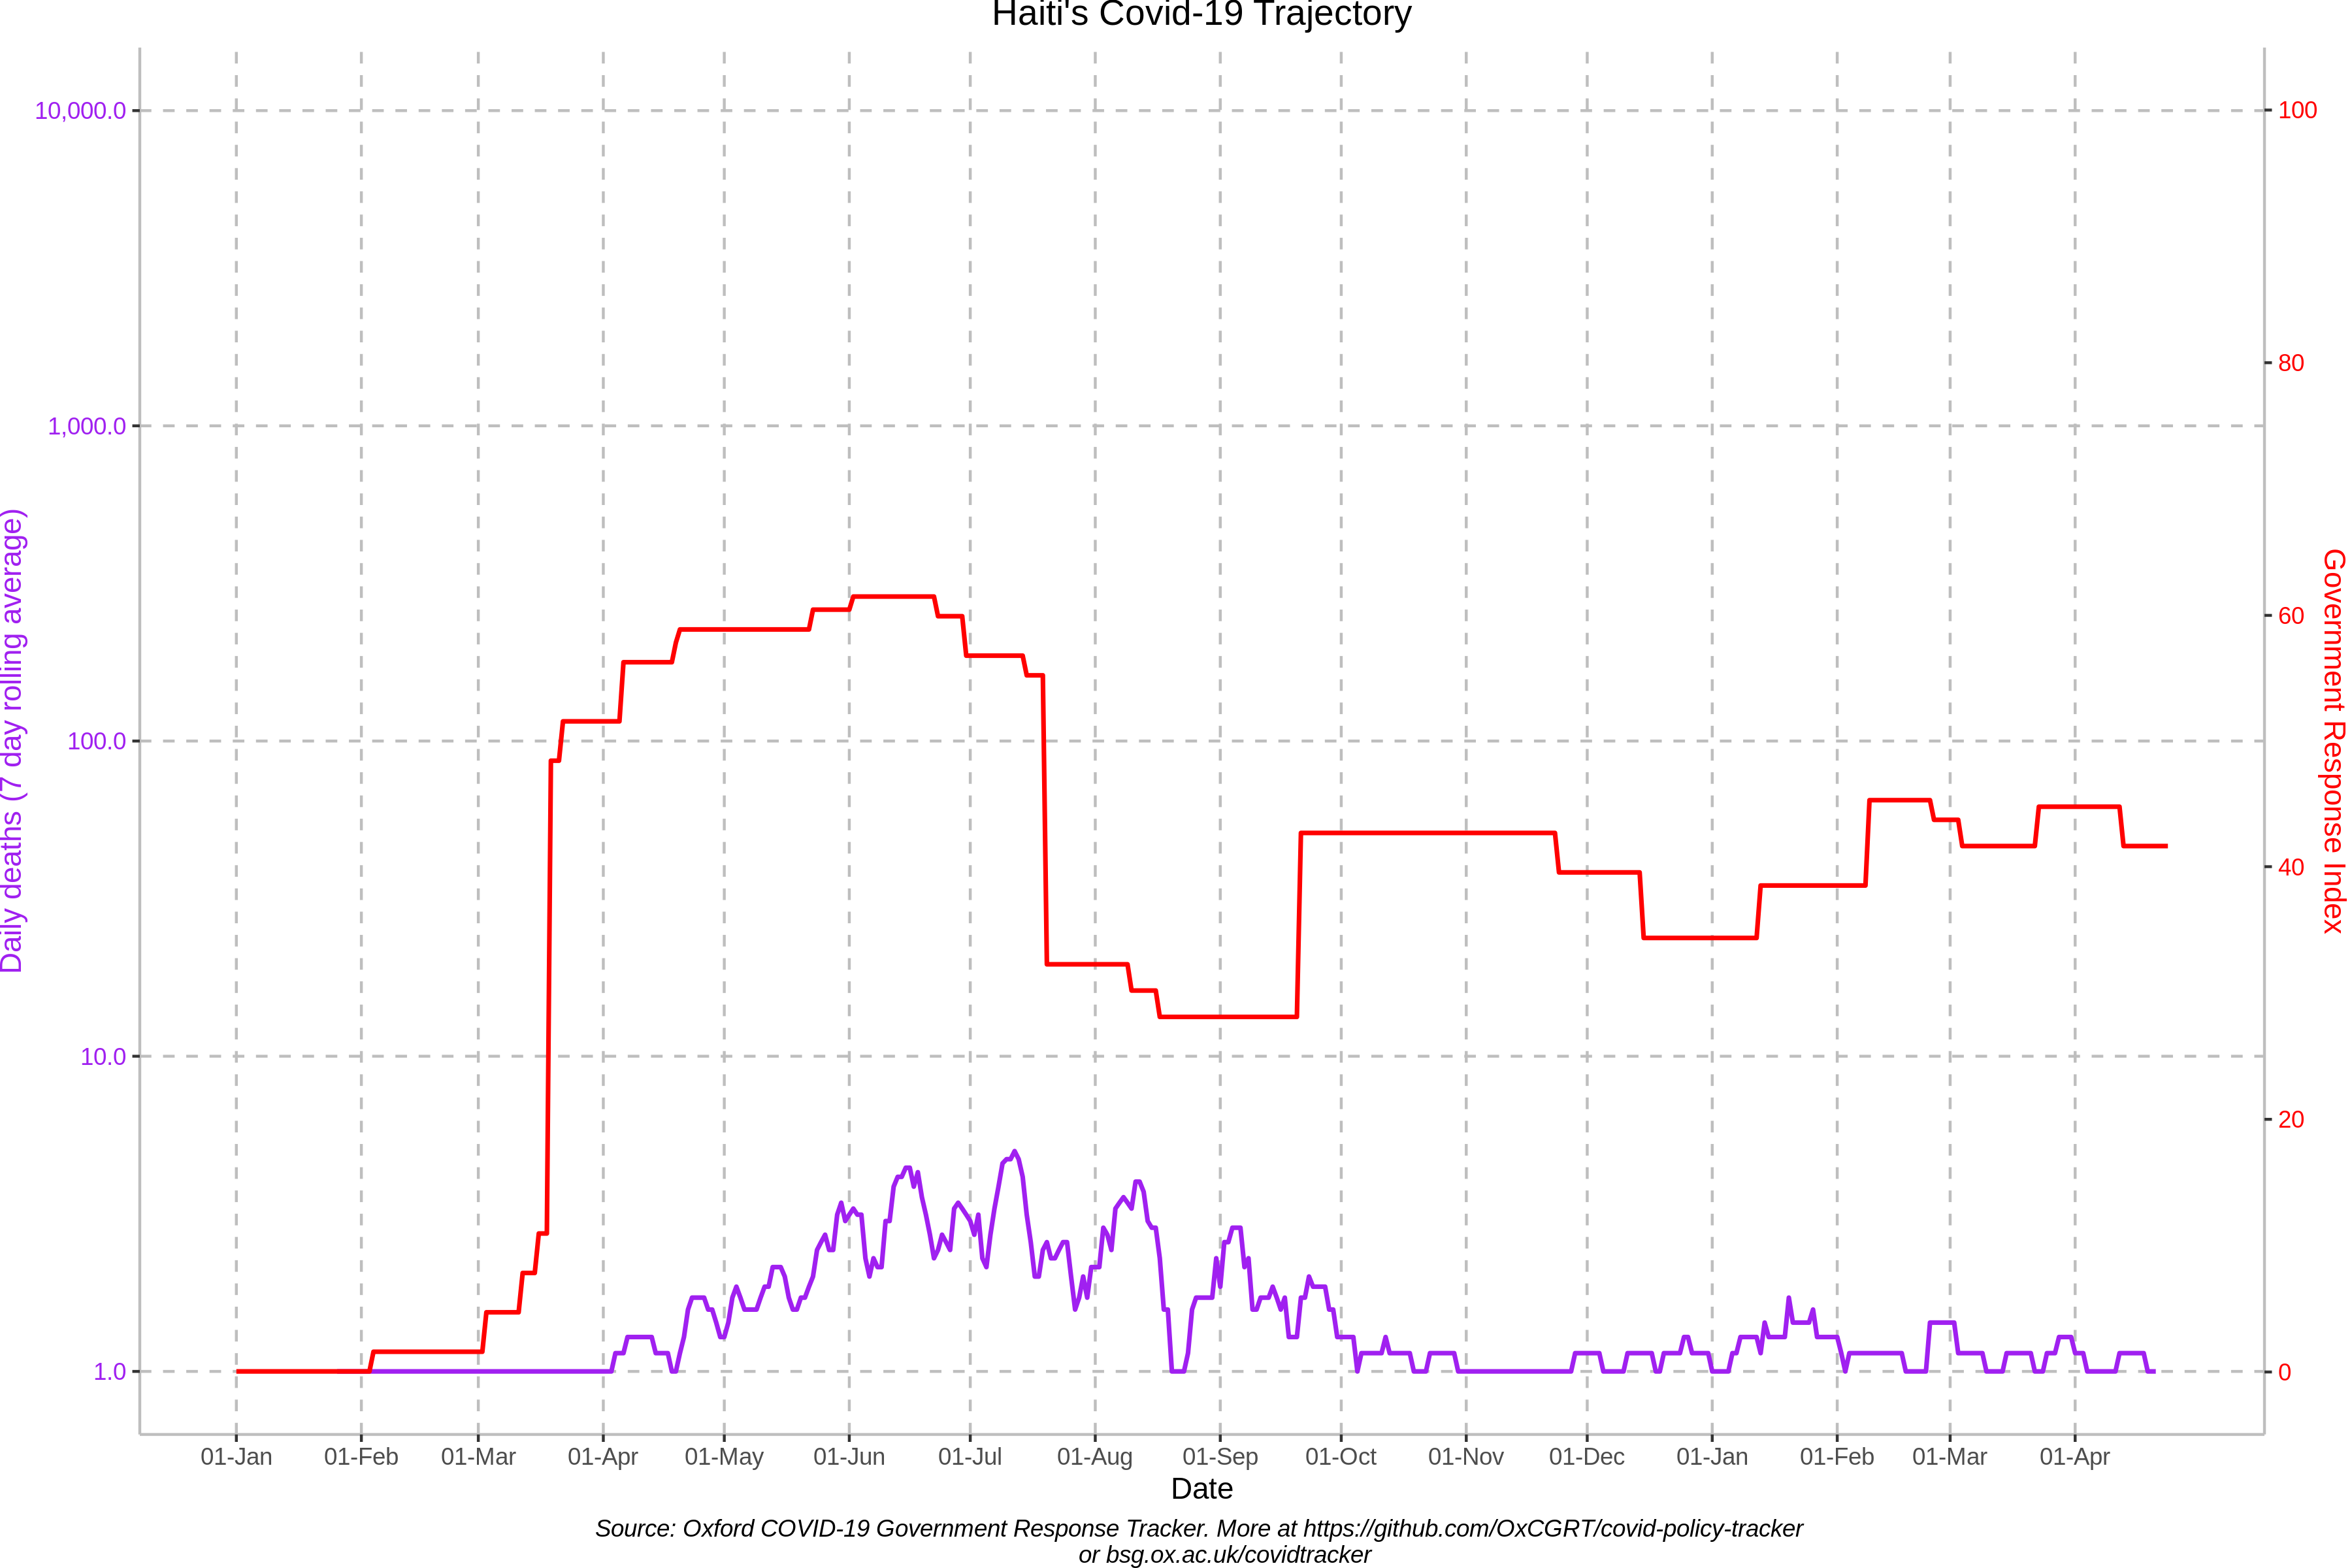 Haiti's Covid-19 Trajectory
10,000.0
1,000.0
100.0
10.0
1.0
Daily deaths (7 day rolling average)
100
80
60
40
20
0
Government Response Index
01-Jan 01-Feb 01-Mar 01-Apr 01-May 01-Jun 01-Jul 01-Aug 01-Sep 01-Oct 01-Nov 01-Dec 01-Jan 01-Feb 01-Mar 01-Apr
Date
Source: Oxford COVID-19 Government Response Tracker. More at https://github.com/OxCGRT/covid-policy-tracker
or bsg.ox.ac.uk/covidtracker